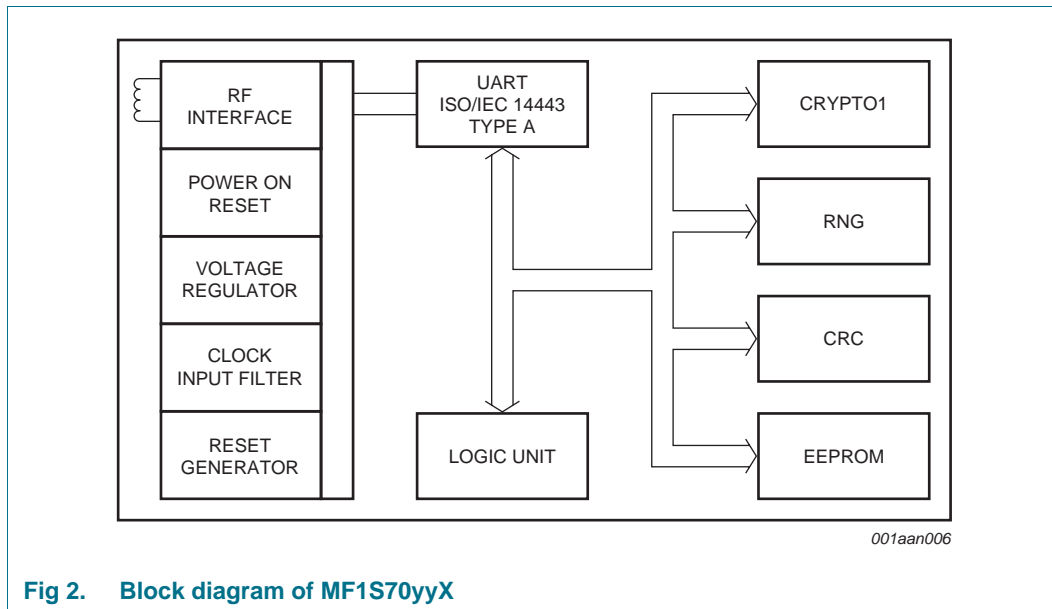 RF
INTERFACE
POWER ON
RESET
VOLTAGE
REGULATOR
CLOCK
INPUT FILTER
RESET
GENERATOR
UART
ISO/IEC 14443
TYPE A
LOGIC UNIT
CRYPTO1
RNG
CRC
EEPROM
001aan006
Fig 2. Block diagram of MF1S70yyX